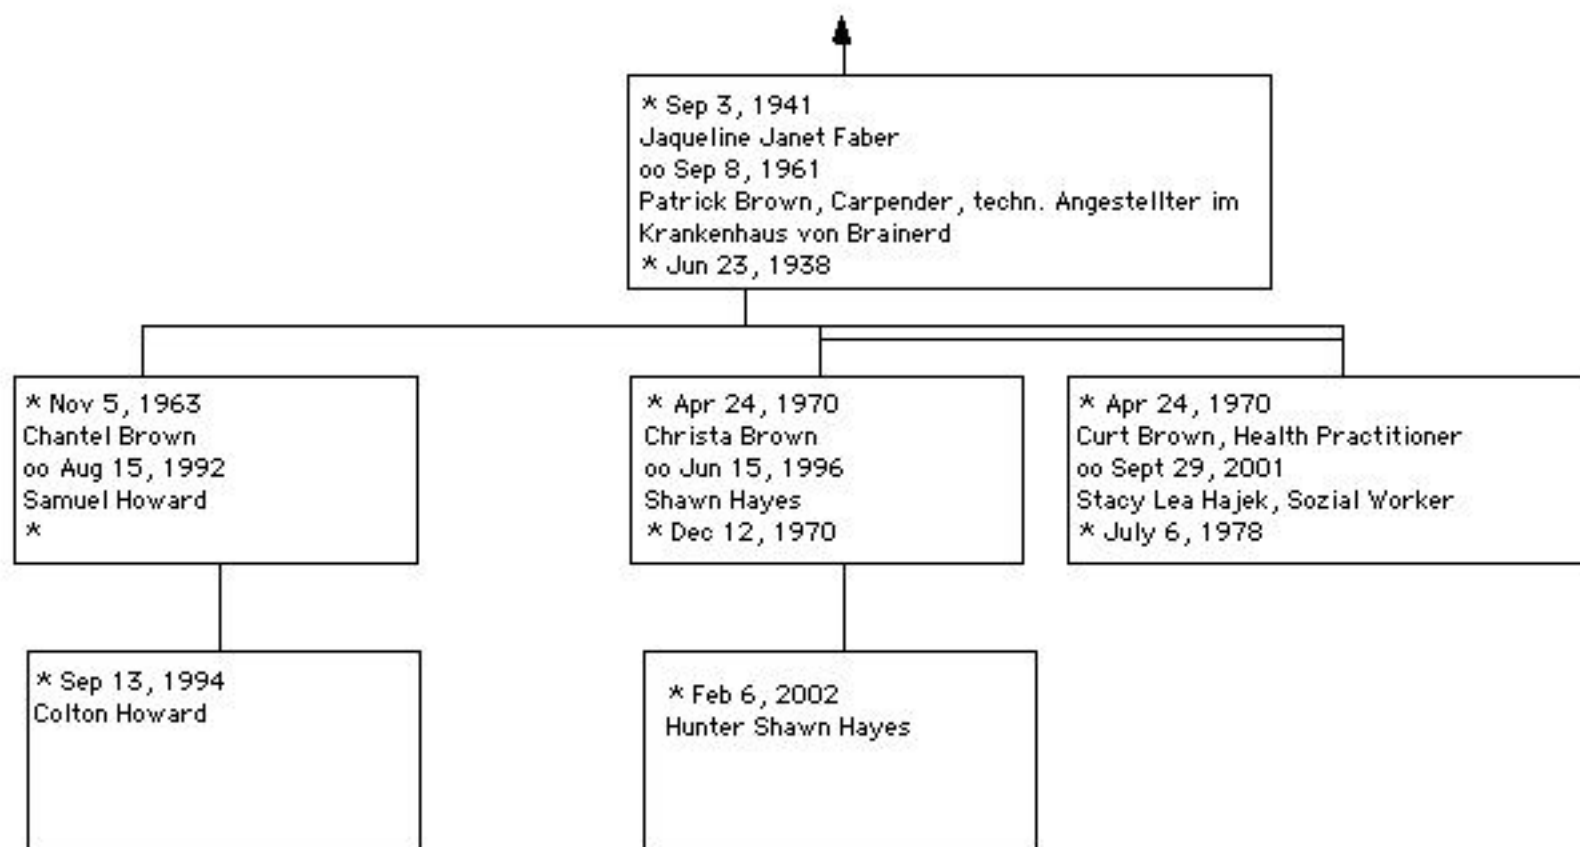 * Sep 3, 1941
Jaqueline Janet Faber
oo Sep 8, 1961
Patrick Brown, Carpender, techn. Angestellter im
Krankenhaus von Brainerd
* Jun 23, 1938
* Nov 5, 1963
Chantel Brown
oo Aug 15, 1992
Samuel Howard
*
* Apr 24, 1970
Christa Brown
oo Jun 15, 1996
Shawn Hayes
* Dec 12, 1970
* Apr 24, 1970
Curt Brown, Health Practitioner
oo Sept 29, 2001
Stacy Lea Hajek, Sozial Worker
* July 6, 1978
* Sep 13, 1994
Colton Howard
* Feb 6, 2002
Hunter Shawn Hayes